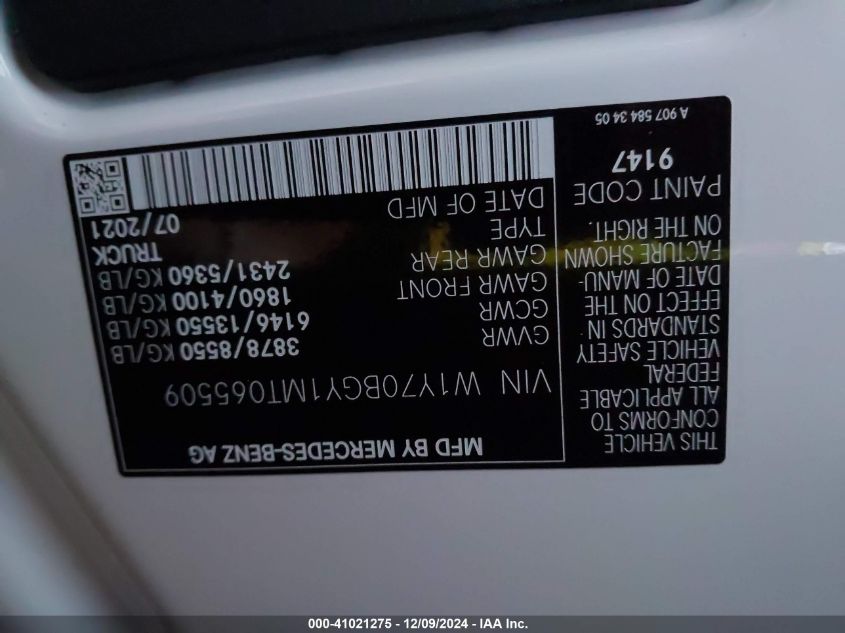 MFD BY MERCEDES-BENZ AG
VIN W1Y70BGY1MT065509
GVWR 3878/8550 KG/LB
GCWR 6146/13550 KG/LB
GAWR FRONT 1860/4100 KG/LB
GAWR REAR 2431/5360 KG/LB
TYPE TRUCK
DATE OF MFD 07/2021
THIS VEHICLE
CONFORMS TO
ALL APPLICABLE
FEDERAL
VEHICLE SAFETY
STANDARDS IN
EFFECT ON THE
DATE OF MANU-
FACTURE SHOWN
ON THE RIGHT.
PAINT CODE
9147
A 907 584 34 05
000-41021275 - 12/09/2024 - IAA Inc.